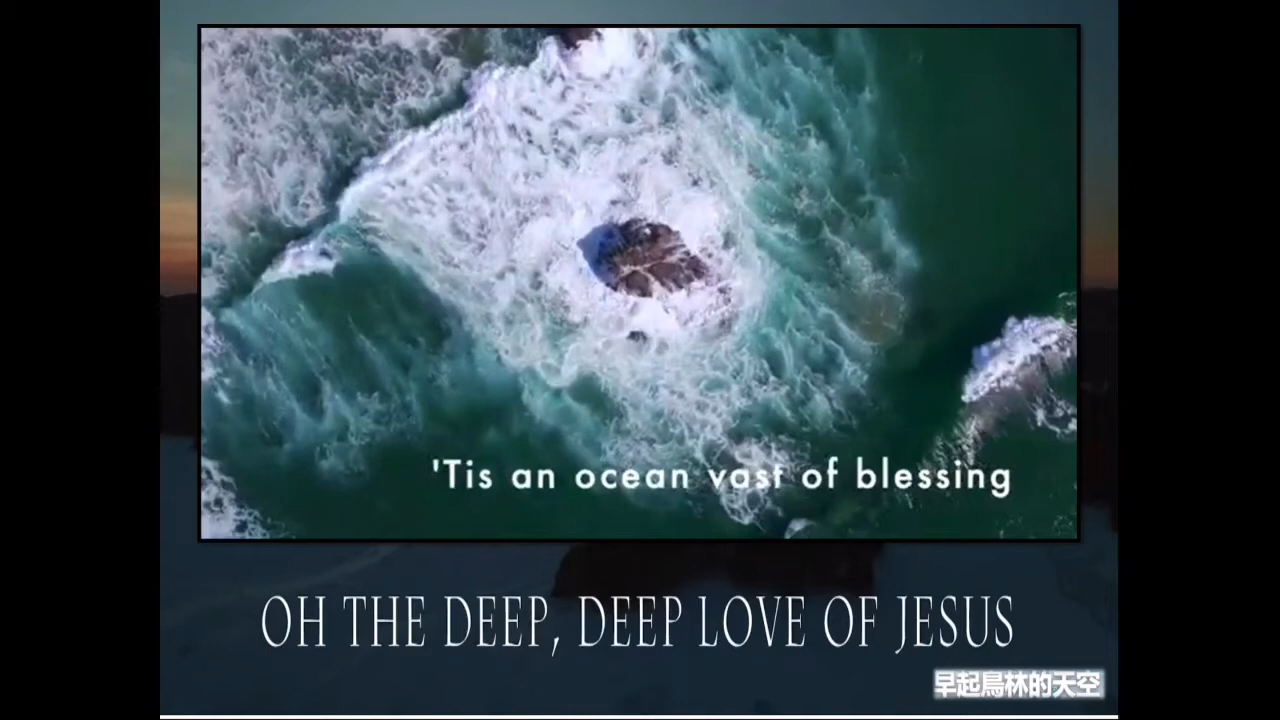 'Tis an ocean vast of blessing
OH THE DEEP, DEEP LOVE OF JESUS
早起鳥林的天空